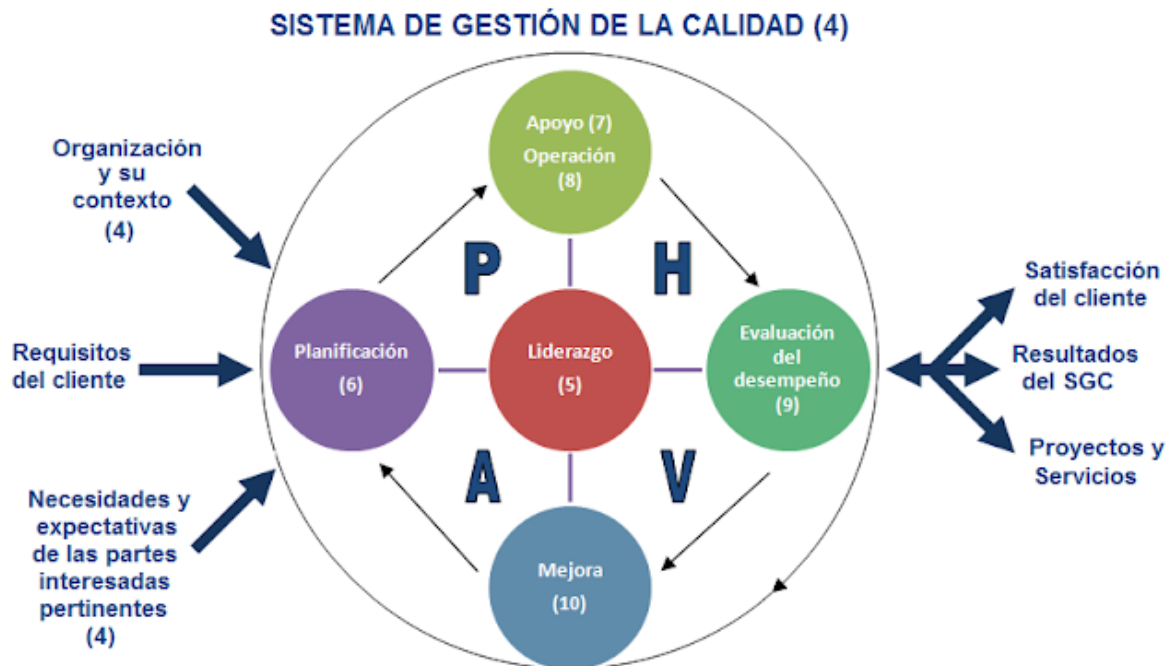 SISTEMA DE GESTIÓN DE LA CALIDAD (4)
Organización
y su
contexto
(4)
Requisitos
del cliente
Necesidades y
expectativas
de las partes
interesadas
pertinentes
(4)
Apoyo (7)
Operación
(8)
P
H
Planificación
(6)
Liderazgo
(5)
Evaluación
del
desempeño
(9)
A
V
Mejora
(10)
Satisfacción
del cliente
Resultados
del SGC
Proyectos y
Servicios